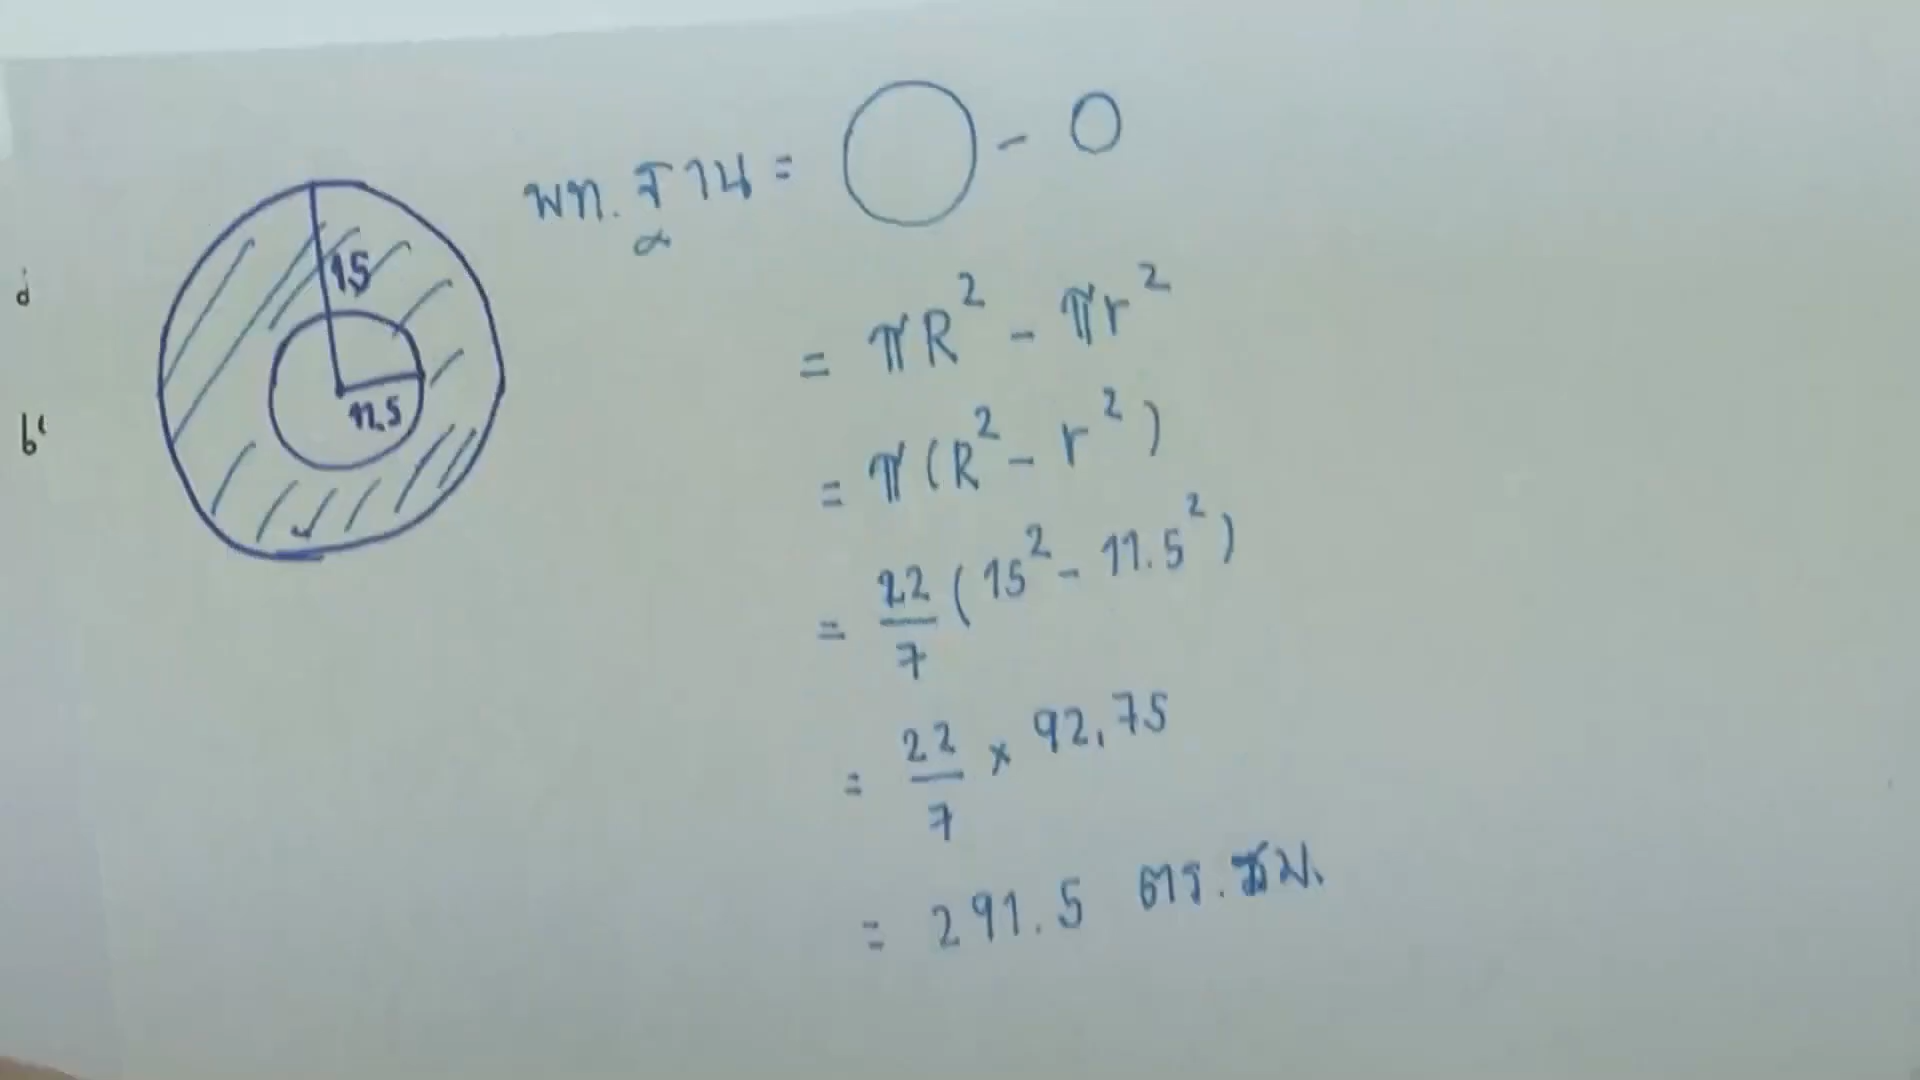 พท. ฐาน = ○ - ○
15
11.5
= πR² - πr²
= π(R² - r²)
= 22/7 (15² - 11.5²)
= 22/7 × 92.75
= 291.5 ตร.ซม.